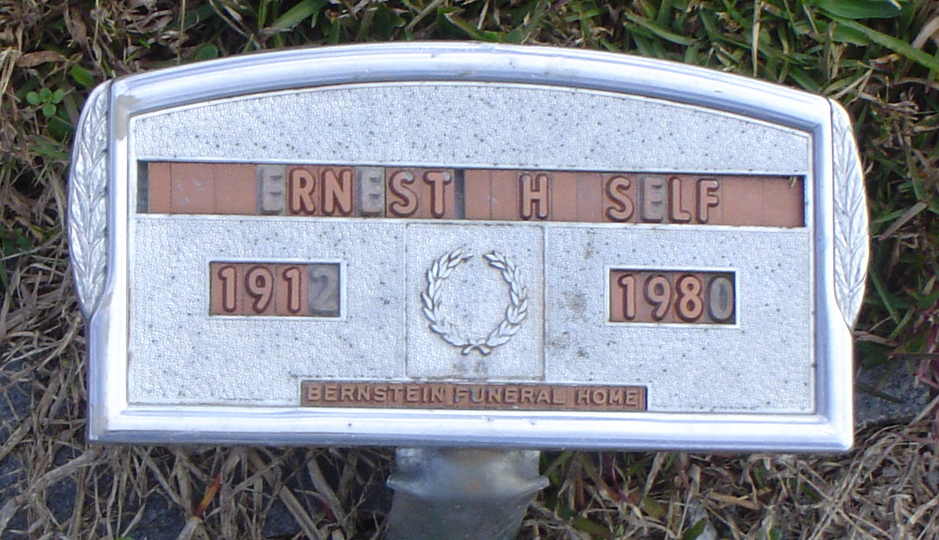 ERNEST H SELF
1912 1980
BERNSTEIN FUNERAL HOME